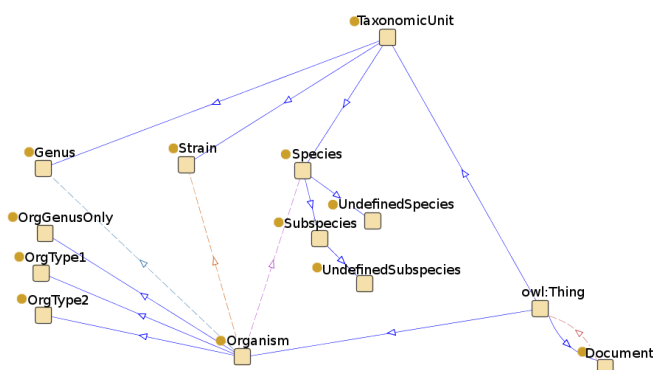 TaxonomicUnit
Genus
Strain
Species
UndefinedSpecies
OrgGenusOnly
Subspecies
OrgType1
UndefinedSubspecies
OrgType2
owl:Thing
Organism
Document